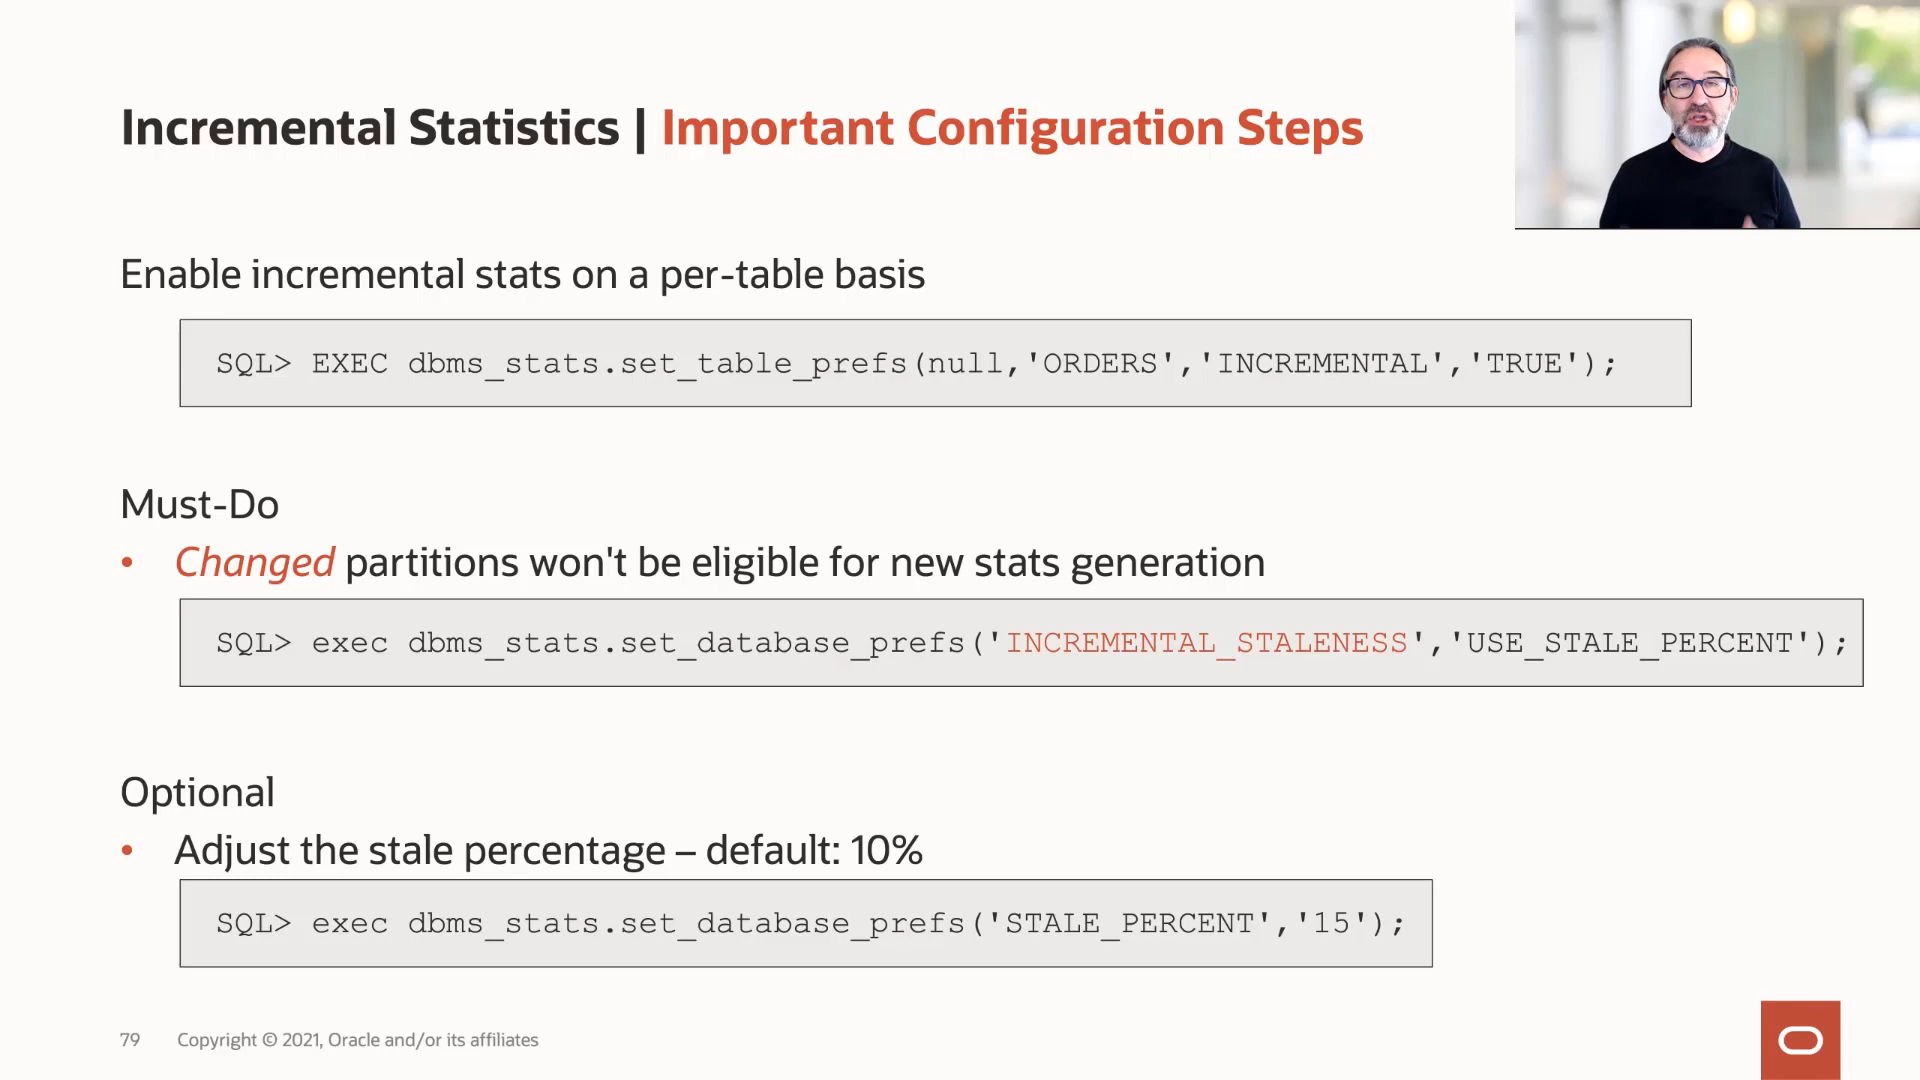 Incremental Statistics | Important Configuration Steps
Enable incremental stats on a per-table basis
SQL> EXEC dbms_stats.set_table_prefs(null,'ORDERS','INCREMENTAL','TRUE');
Must-Do
• Changed partitions won't be eligible for new stats generation
SQL> exec dbms_stats.set_database_prefs('INCREMENTAL_STALENESS','USE_STALE_PERCENT');
Optional
• Adjust the stale percentage – default: 10%
SQL> exec dbms_stats.set_database_prefs('STALE_PERCENT','15');
79 Copyright © 2021, Oracle and/or its affiliates